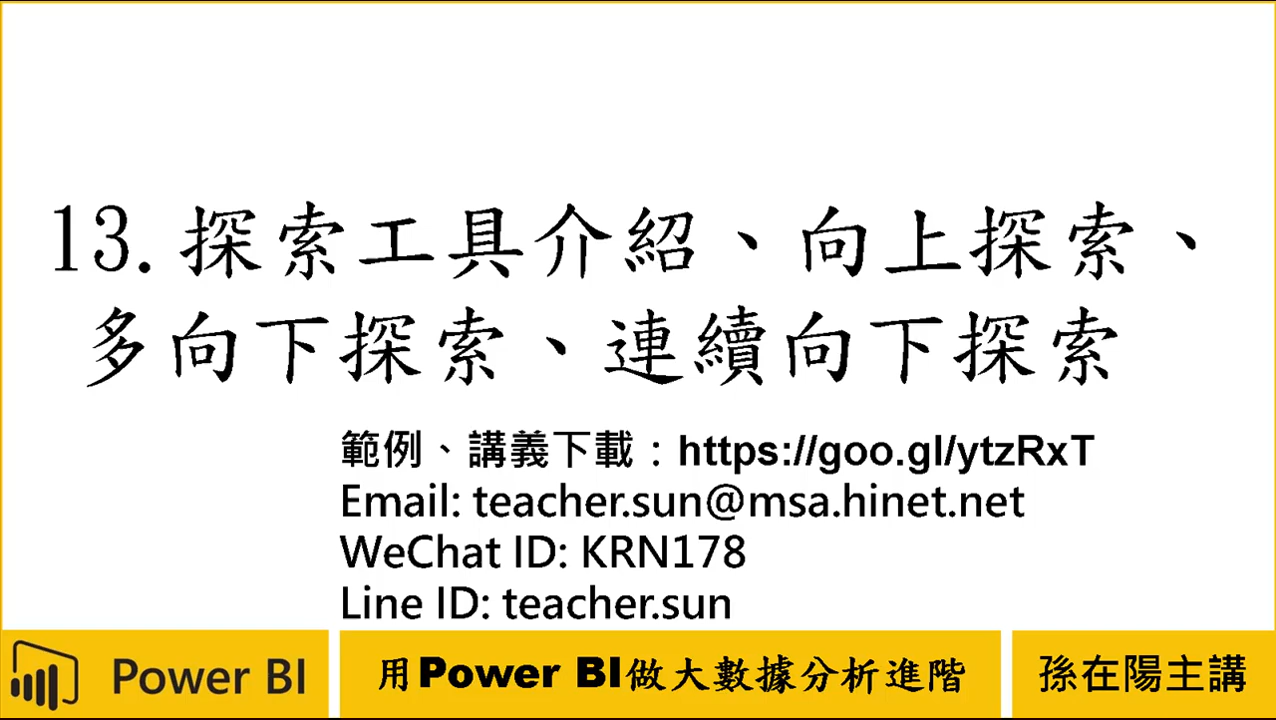 13.探索工具介紹、向上探索、
多向下探索、連續向下探索
範例、講義下載：https://goo.gl/ytzRxT
Email: teacher.sun@msa.hinet.net
WeChat ID: KRN178
Line ID: teacher.sun
Power BI
用Power BI做大數據分析進階
孫在陽主講